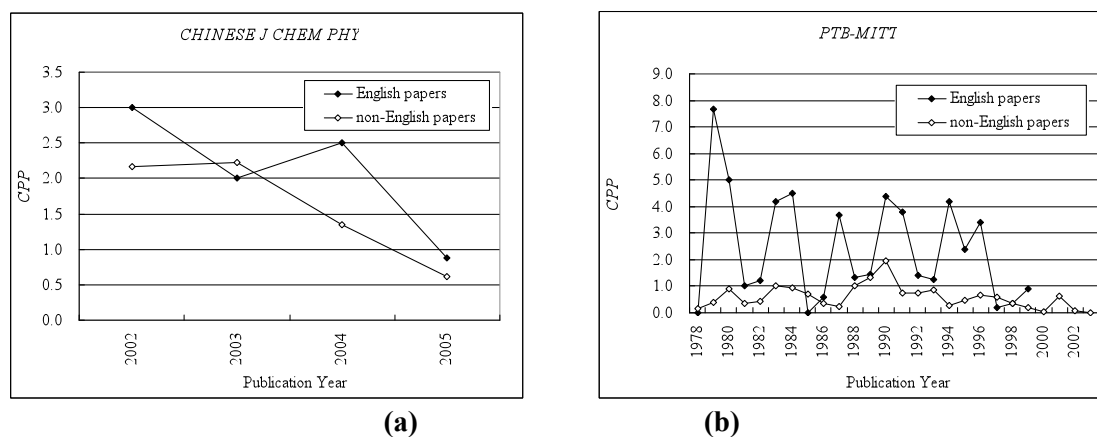 CHINESE J CHEM PHY
3.5
3.0
2.5
2.0
1.5
1.0
0.5
0.0
CPP
English papers
non-English papers
2002
2003
2004
2005
Publication Year
(a)
PTB-MITT
9.0
8.0
7.0
6.0
5.0
4.0
3.0
2.0
1.0
0.0
CPP
English papers
non-English papers
1978
1980
1982
1984
1986
1988
1990
1992
1994
1996
1998
2000
2002
Publication Year
(b)